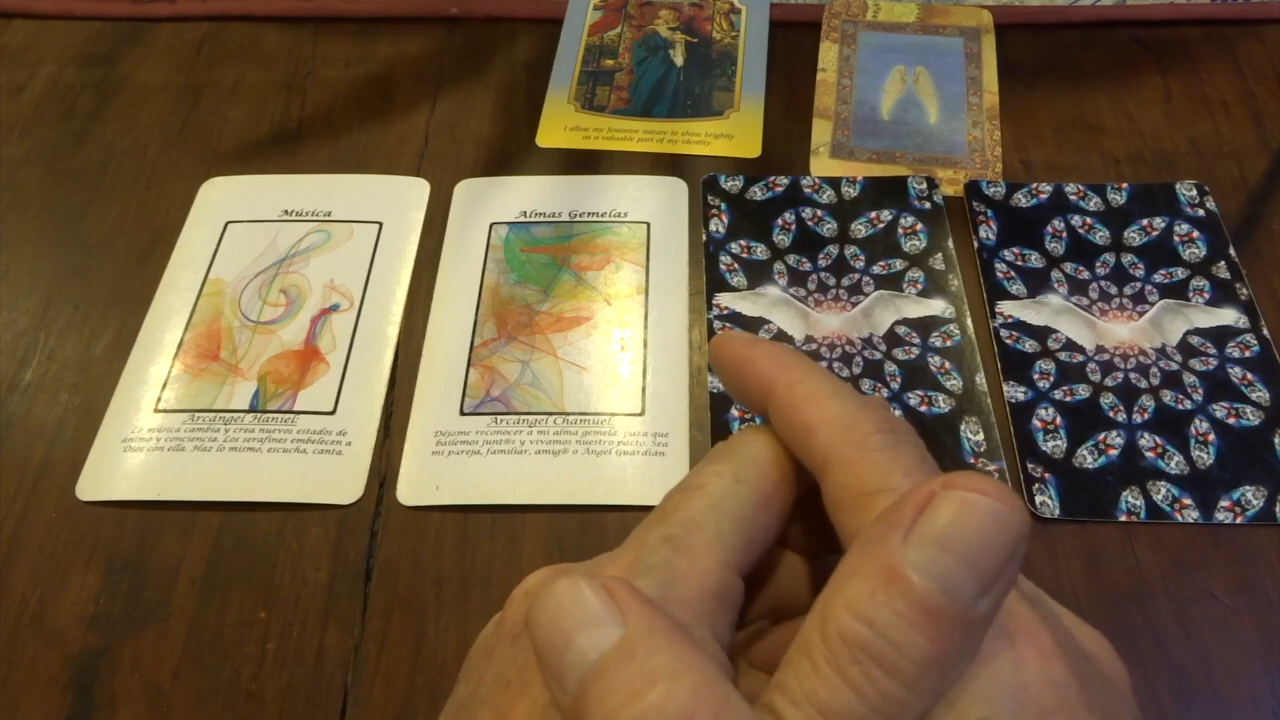 I allow my feminine nature to shine brightly
as a valuable part of my identity.
Música
Arcángel Haniel:
La música cambia y crea nuevos estados de
ánimo y conciencia. Los serafines embelecen a
Dios con ella. Haz lo mismo, escucha, canta.
Almas Gemelas
Arcángel Chamuel:
Déjame reconocer a mi alma gemela, para que
bailemos junt@s y vivamos nuestro pacto. Sea
mi pareja, familiar, amig@ o Angel Guardián.